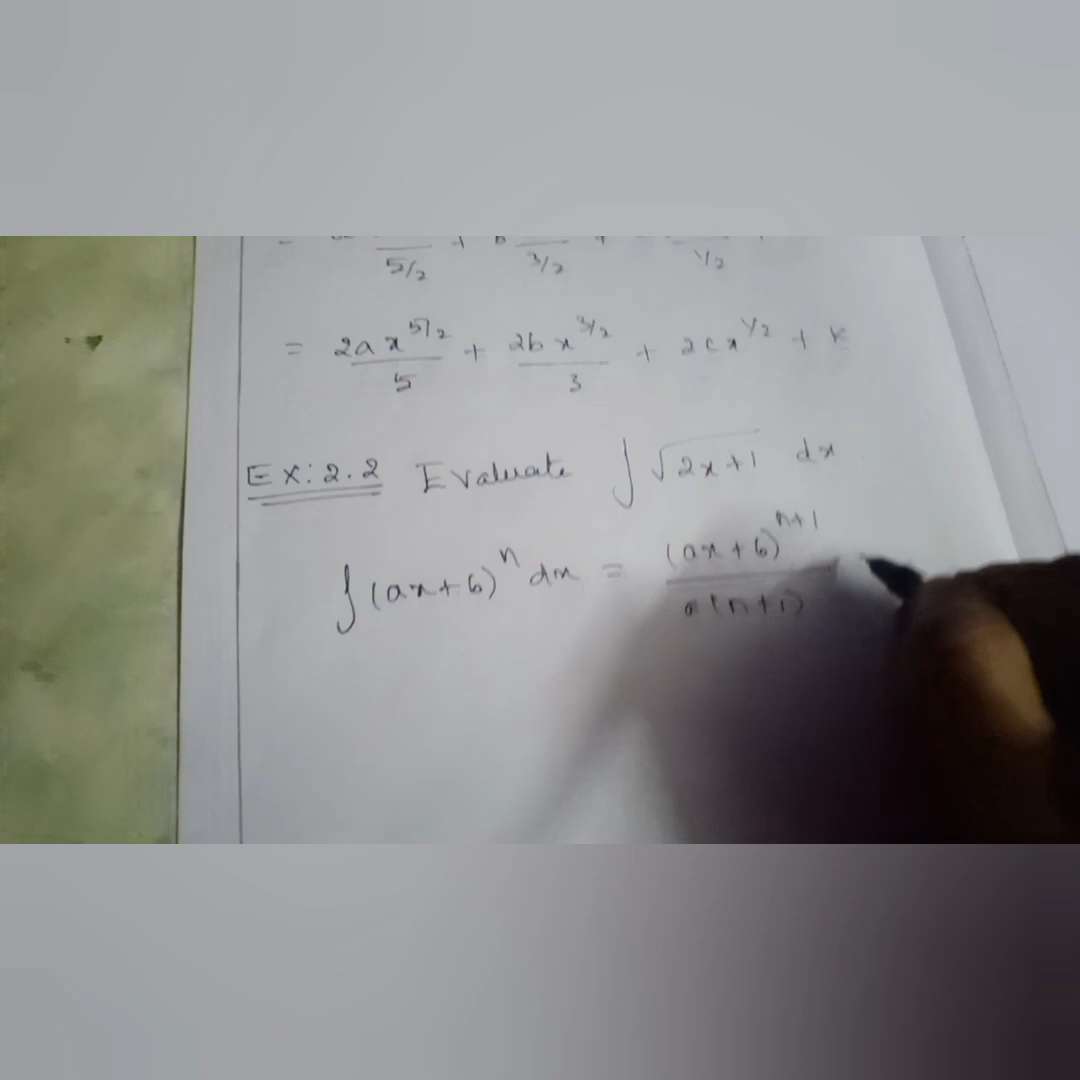 5/2 + b 3/2 + 1/2
= 2ax^5/2 / 5 + 2bx^3/2 / 3 + 2cx^1/2 + k
Ex: 2.2 Evaluate ∫ √2x+1 dx
∫ (ax+b)^n dx = (ax+b)^n+1 / a(n+1)